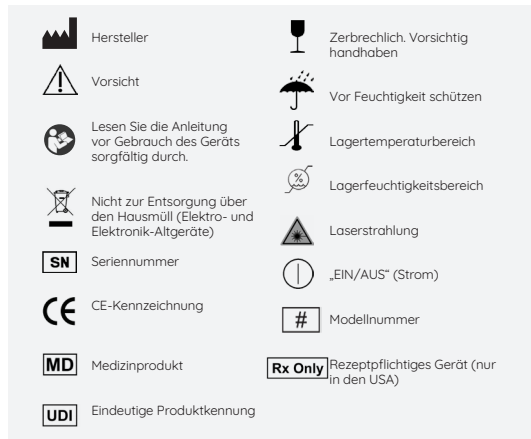 Hersteller
Vorsicht
Lesen Sie die Anleitung
vor Gebrauch des Geräts
sorgfältig durch.
Nicht zur Entsorgung über
den Hausmüll (Elektro- und
Elektronik-Altgeräte)
SN Seriennummer
CE CE-Kennzeichnung
MD Medizinprodukt
UDI Eindeutige Produktkennung
Zerbrechlich. Vorsichtig
handhaben
Vor Feuchtigkeit schützen
Lagertemperaturbereich
% Lagerfeuchtigkeitsbereich
Laserstrahlung
„EIN/AUS“ (Strom)
# Modellnummer
Rx Only Rezeptpflichtiges Gerät (nur
in den USA)